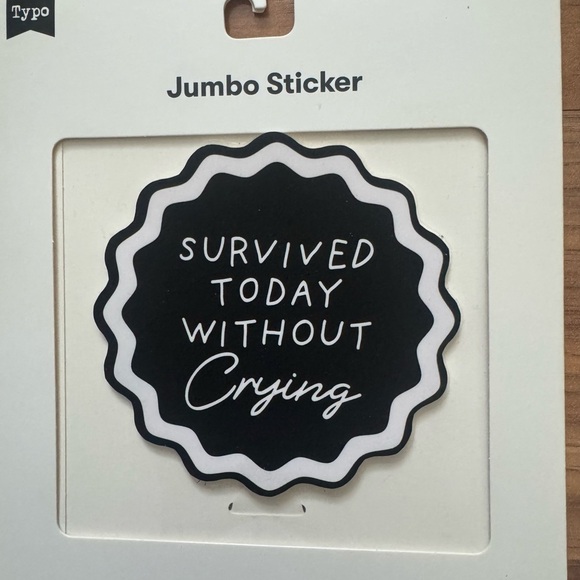 Typo
Jumbo Sticker
SURVIVED
TODAY
WITHOUT
Crying